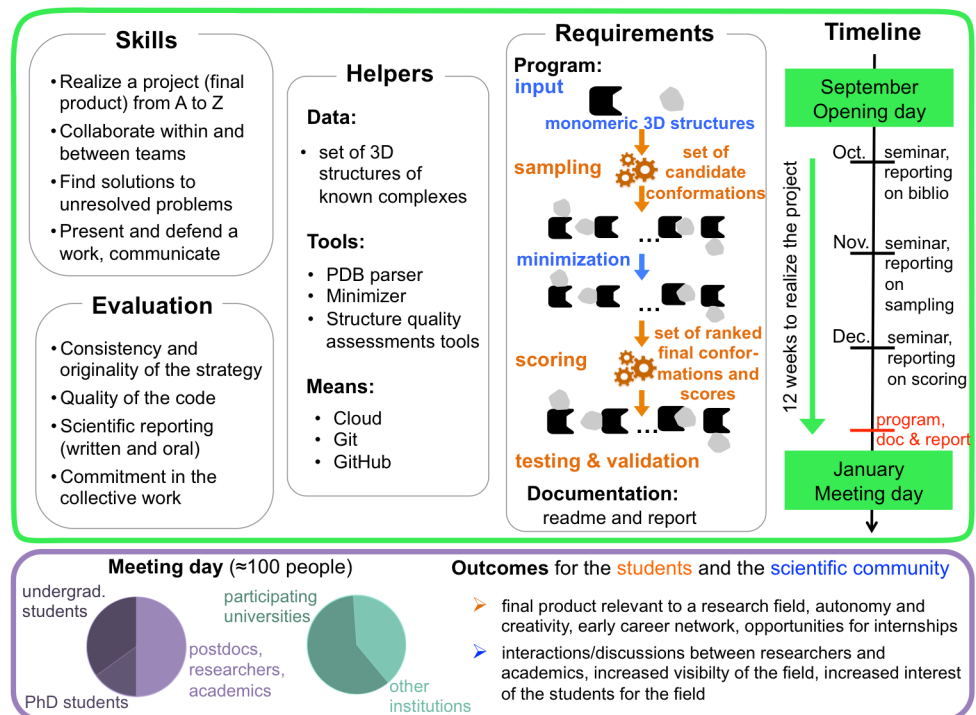 Skills
• Realize a project (final
product) from A to Z
• Collaborate within and
between teams
• Find solutions to
unresolved problems
• Present and defend a
work, communicate
Evaluation
• Consistency and
originality of the strategy
• Quality of the code
• Scientific reporting
(written and oral)
• Commitment in the
collective work
Helpers
Data:
• set of 3D
structures of
known complexes
Tools:
• PDB parser
• Minimizer
• Structure quality
assessments tools
Means:
• Cloud
• Git
• GitHub
Requirements
Program:
input
monomeric 3D structures
sampling
set of
candidate
conformations
...
minimization
...
scoring
set of ranked
final confor-
mations and
scores
...
testing & validation
Documentation:
readme and report
Timeline
September
Opening day
12 weeks to realize the project
Oct.
seminar,
reporting
on biblio
Nov.
seminar,
reporting
on
sampling
Dec.
seminar,
reporting
on scoring
program,
doc & report
January
Meeting day
Meeting day (≈100 people)
undergrad.
students
PhD students
postdocs,
researchers,
academics
participating
universities
other
institutions
Outcomes for the students and the scientific community
final product relevant to a research field, autonomy and
creativity, early career network, opportunities for internships
interactions/discussions between researchers and
academics, increased visibilty of the field, increased interest
of the students for the field